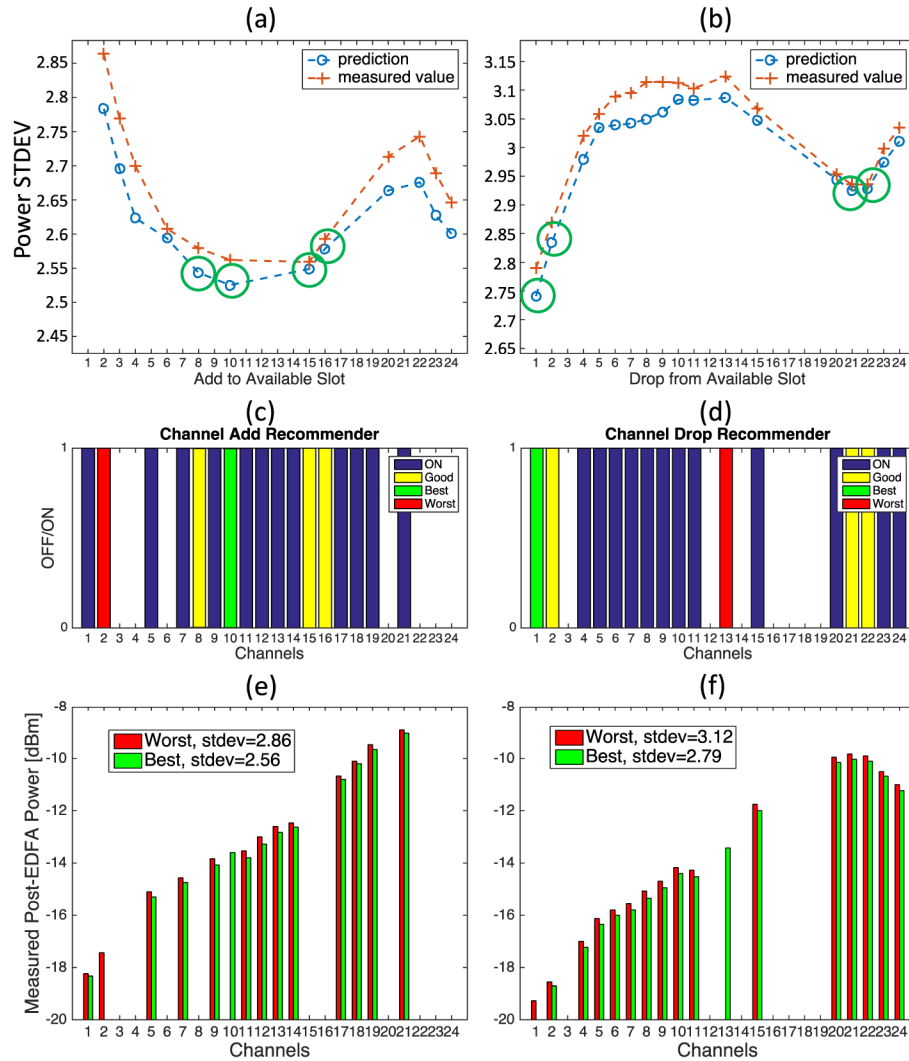 (a)
(b)
Power STDEV
2.85
2.8
2.75
2.7
2.65
2.6
2.55
2.5
2.45
prediction
measured value
1 2 3 4 5 6 7 8 9 10 11 12 13 14 15 16 17 18 19 20 21 22 23 24
Add to Available Slot
3.15
3.1
3.05
3
2.95
2.9
2.85
2.8
2.75
2.7
2.65
prediction
measured value
1 2 3 4 5 6 7 8 9 10 11 12 13 14 15 16 17 18 19 20 21 22 23 24
Drop from Available Slot
(c)
Channel Add Recommender
OFF/ON
1
0
ON
Good
Best
Worst
1 2 3 4 5 6 7 8 9 10 11 12 13 14 15 16 17 18 19 20 21 22 23 24
Channels
(d)
Channel Drop Recommender
1
0
ON
Good
Best
Worst
1 2 3 4 5 6 7 8 9 10 11 12 13 14 15 16 17 18 19 20 21 22 23 24
Channels
(e)
Measured Post-EDFA Power [dBm]
-8
-10
-12
-14
-16
-18
-20
Worst, stdev=2.86
Best, stdev=2.56
1 2 3 4 5 6 7 8 9 10 11 12 13 14 15 16 17 18 19 20 21 22 23 24
Channels
(f)
-8
-10
-12
-14
-16
-18
-20
Worst, stdev=3.12
Best, stdev=2.79
1 2 3 4 5 6 7 8 9 10 11 12 13 14 15 16 17 18 19 20 21 22 23 24
Channels